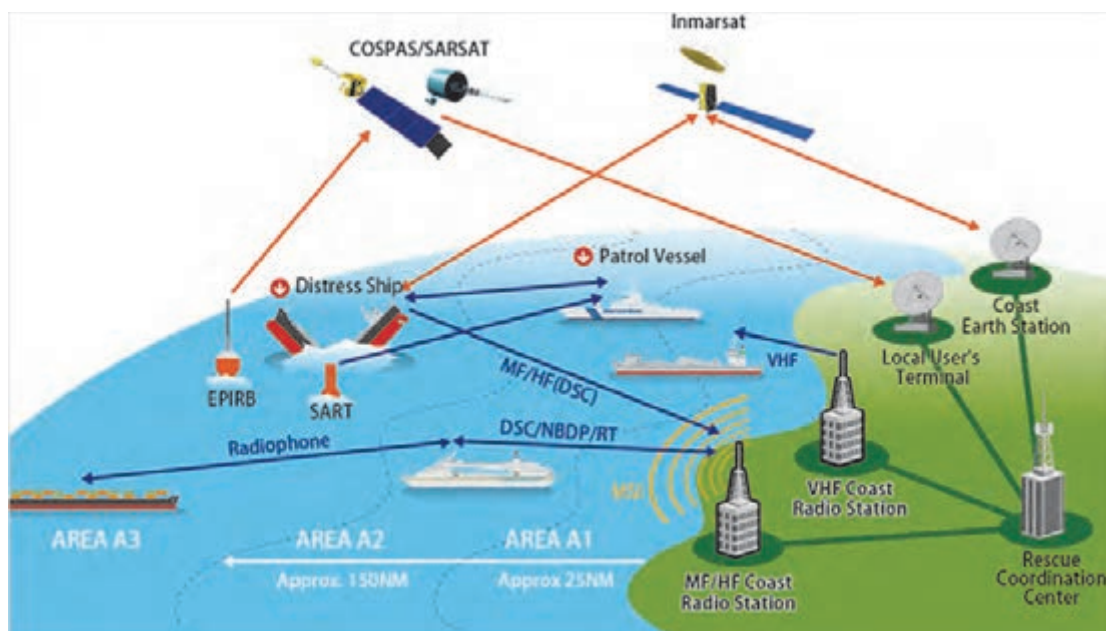 Inmarsat
COSPAS/SARSAT
Patrol Vessel
Distress Ship
Coast
Earth Station
VHF
Local User's
Terminal
EPIRB
SART
MF/HF(DSC)
DSC/NBDP/RT
Radiophone
MSI
VHF Coast
Radio Station
AREA A3
AREA A2
AREA A1
Approx. 150NM
Approx 25NM
MF/HF Coast
Radio Station
Rescue
Coordination
Center